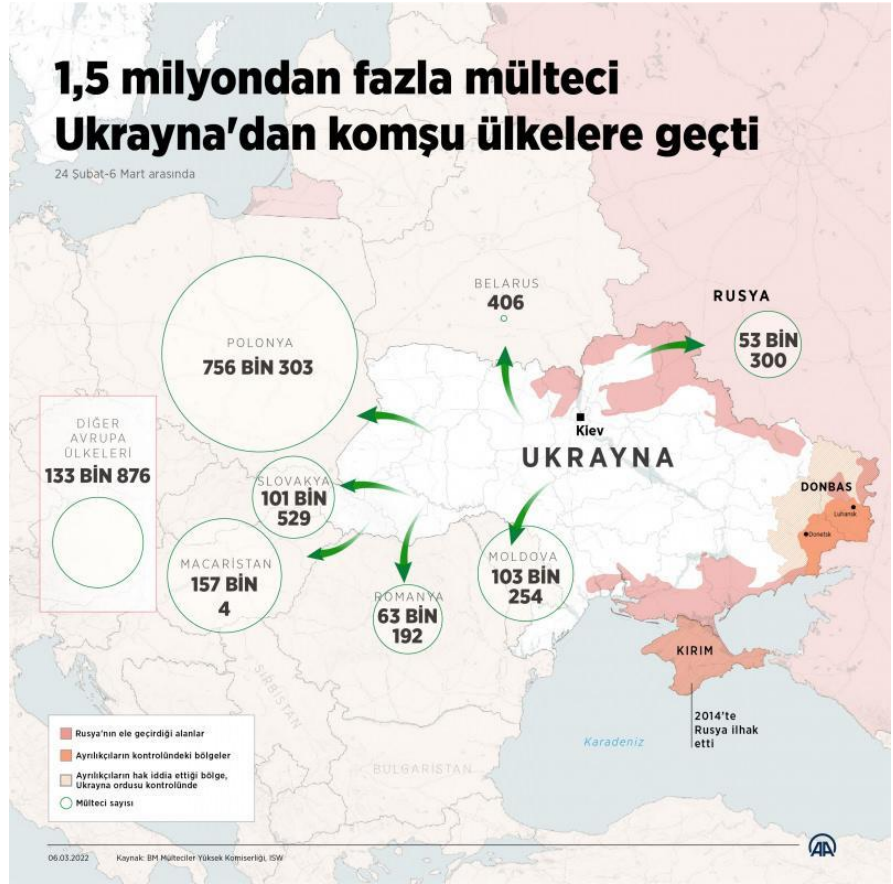 1,5 milyondan fazla mülteci
Ukrayna'dan komşu ülkelere geçti
24 Şubat-6 Mart arasında
BELARUS
406
RUSYA
53 BİN
300
POLONYA
756 BİN 303
Kiev
UKRAYNA
DİĞER
AVRUPA
ÜLKELERİ
133 BİN 876
SLOVAKYA
101 BİN
529
DONBAS
Luhansk
Donetsk
MACARİSTAN
157 BİN
4
ROMANYA
63 BİN
192
MOLDOVA
103 BİN
254
KIRIM
2014'te
Rusya ilhak
etti
SIRBİSTAN
Karadeniz
BULGARİSTAN
Rusya'nın ele geçirdiği alanlar
Ayrılıkçıların kontrolündeki bölgeler
Ayrılıkçıların hak iddia ettiği bölge,
Ukrayna ordusu kontrolünde
Mülteci sayısı
06.03.2022
Kaynak: BM Mülteciler Yüksek Komiserliği, ISW
AA